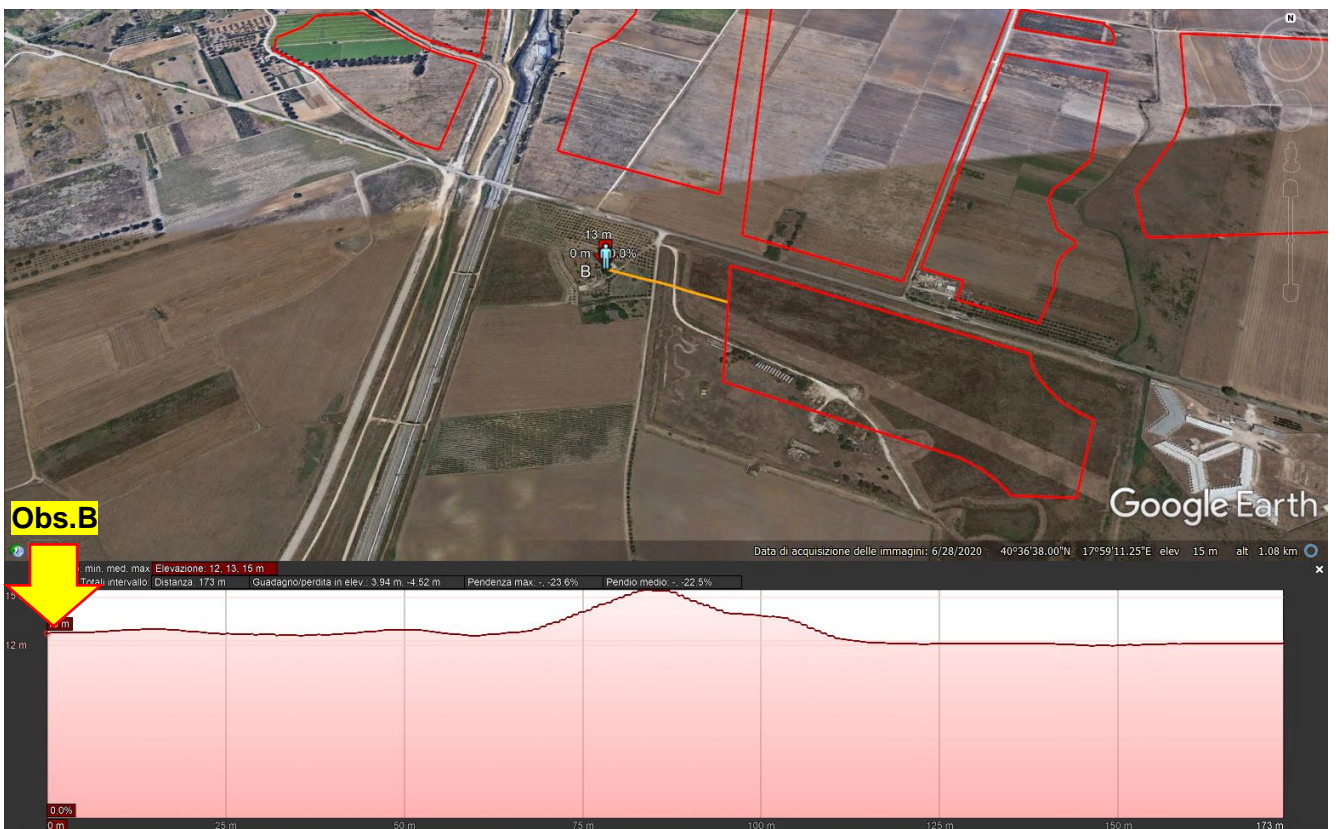 N
13 m
0 m 0.0%
B
Google Earth
Obs.B
Data di acquisizione delle immagini: 6/28/2020 40°36'38.00"N 17°59'11.25"E elev 15 m alt 1.08 km
min. med. max Elevazione: 12, 13, 15 m
Totali intervallo: Distanza: 173 m Guadagno/perdita in elev.: 3.94 m, -4.52 m Pendenza max: -, -23.6% Pendio medio: -, -22.5%
15
13 m
12 m
0.0%
0 m 25 m 50 m 75 m 100 m 125 m 150 m 173 m